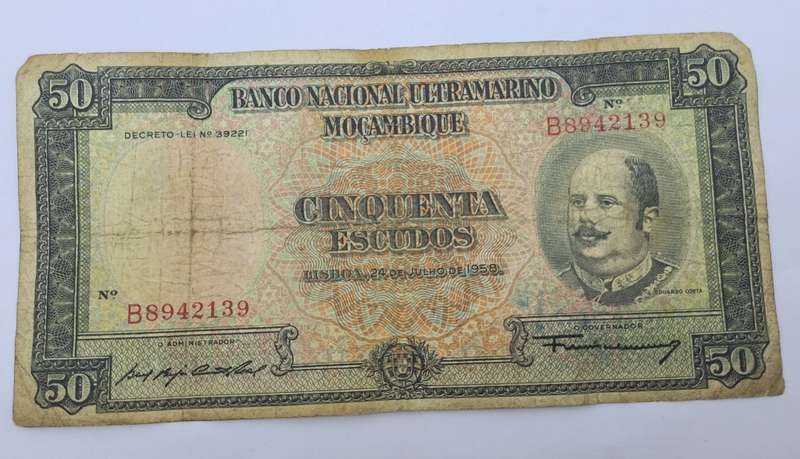 50
BANCO NACIONAL ULTRAMARINO
MOÇAMBIQUE
50
DECRETO-LEI Nº 39221
Nº
B8942139
CINQUENTA
ESCUDOS
LISBOA, 24 DE JULHO DE 1958
EDUARDO COSTA
Nº
B8942139
O ADMINISTRADOR
O GOVERNADOR
50
50